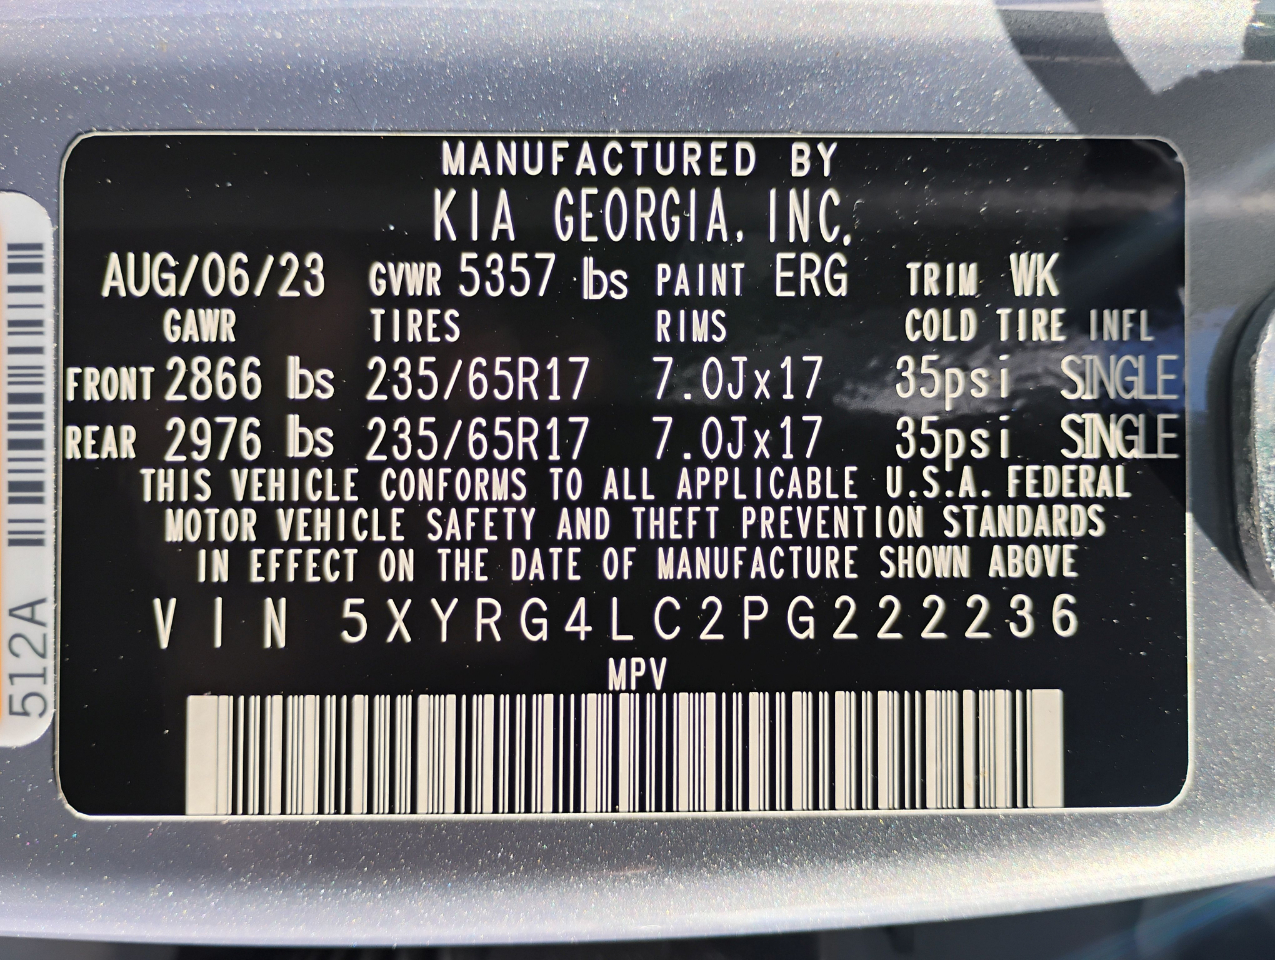 MANUFACTURED BY
KIA GEORGIA, INC.
AUG/06/23 GVWR 5357 lbs PAINT ERG TRIM WK
GAWR TIRES RIMS COLD TIRE INFL
FRONT 2866 lbs 235/65R17 7.0Jx17 35psi SINGLE
REAR 2976 lbs 235/65R17 7.0Jx17 35psi SINGLE
THIS VEHICLE CONFORMS TO ALL APPLICABLE U.S.A. FEDERAL
MOTOR VEHICLE SAFETY AND THEFT PREVENTION STANDARDS
IN EFFECT ON THE DATE OF MANUFACTURE SHOWN ABOVE
VIN 5XYRG4LC2PG222236
MPV
512A